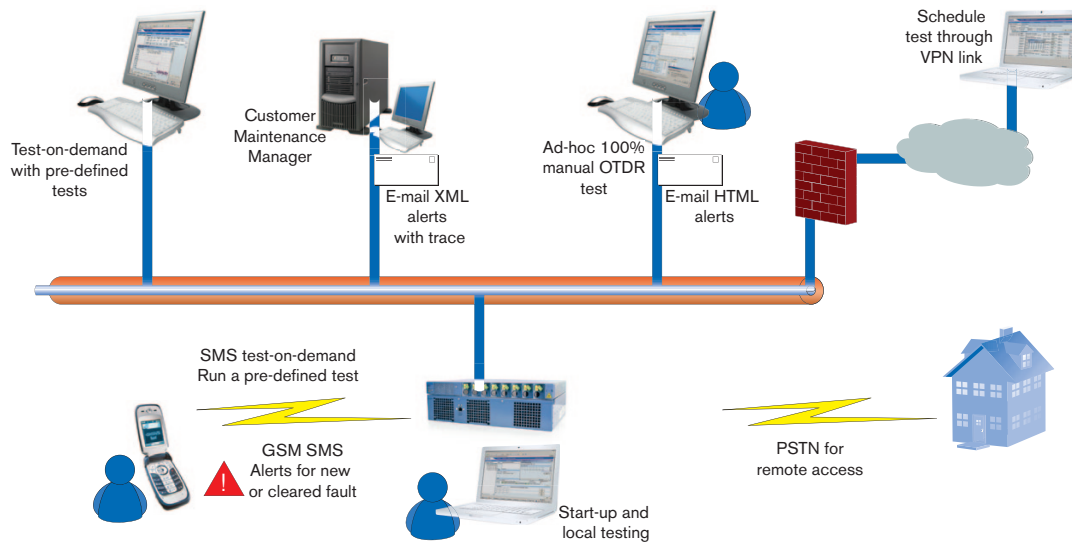 Schedule
test through
VPN link
Customer
Maintenance
Manager
Test-on-demand
with pre-defined
tests
Ad-hoc 100%
manual OTDR
test
E-mail XML
alerts
with trace
E-mail HTML
alerts
SMS test-on-demand
Run a pre-defined test
GSM SMS
Alerts for new
or cleared fault
!
PSTN for
remote access
Start-up and
local testing